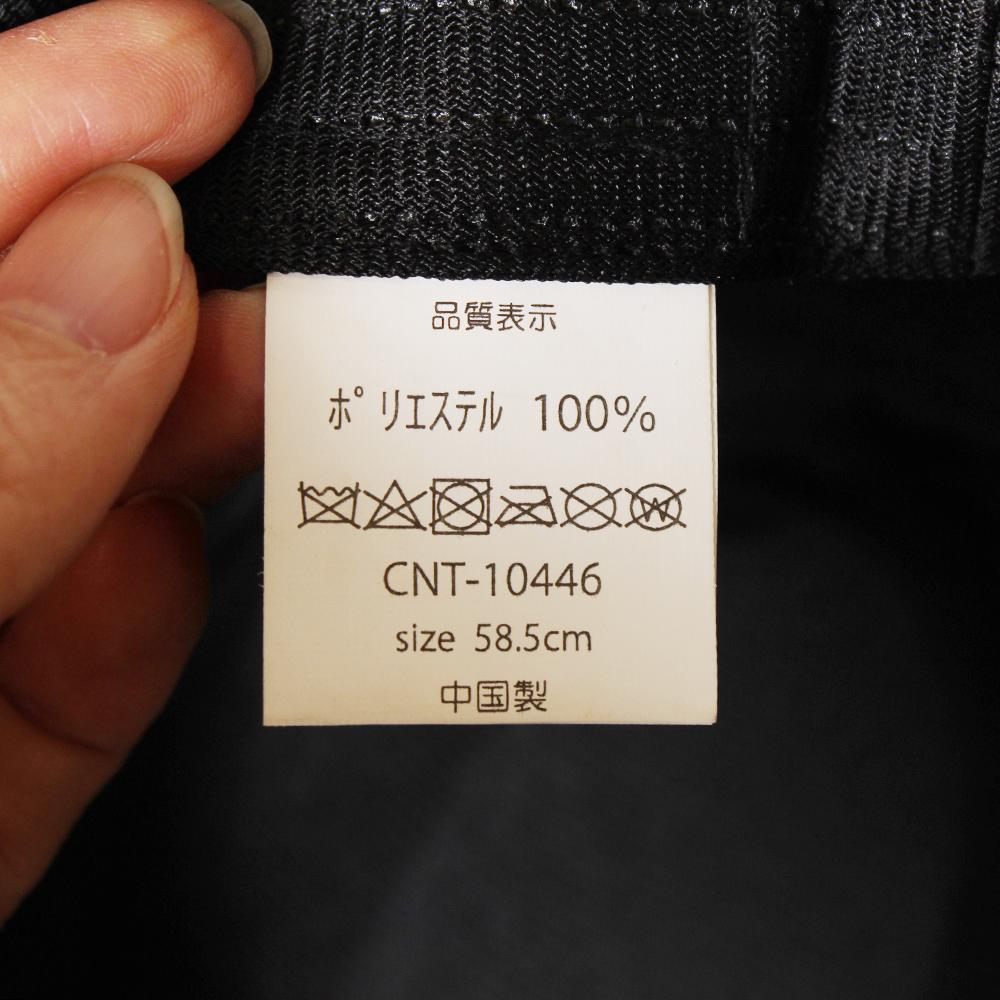 品質表示
ポリエステル 100%
CNT-10446
size 58.5cm
中国製